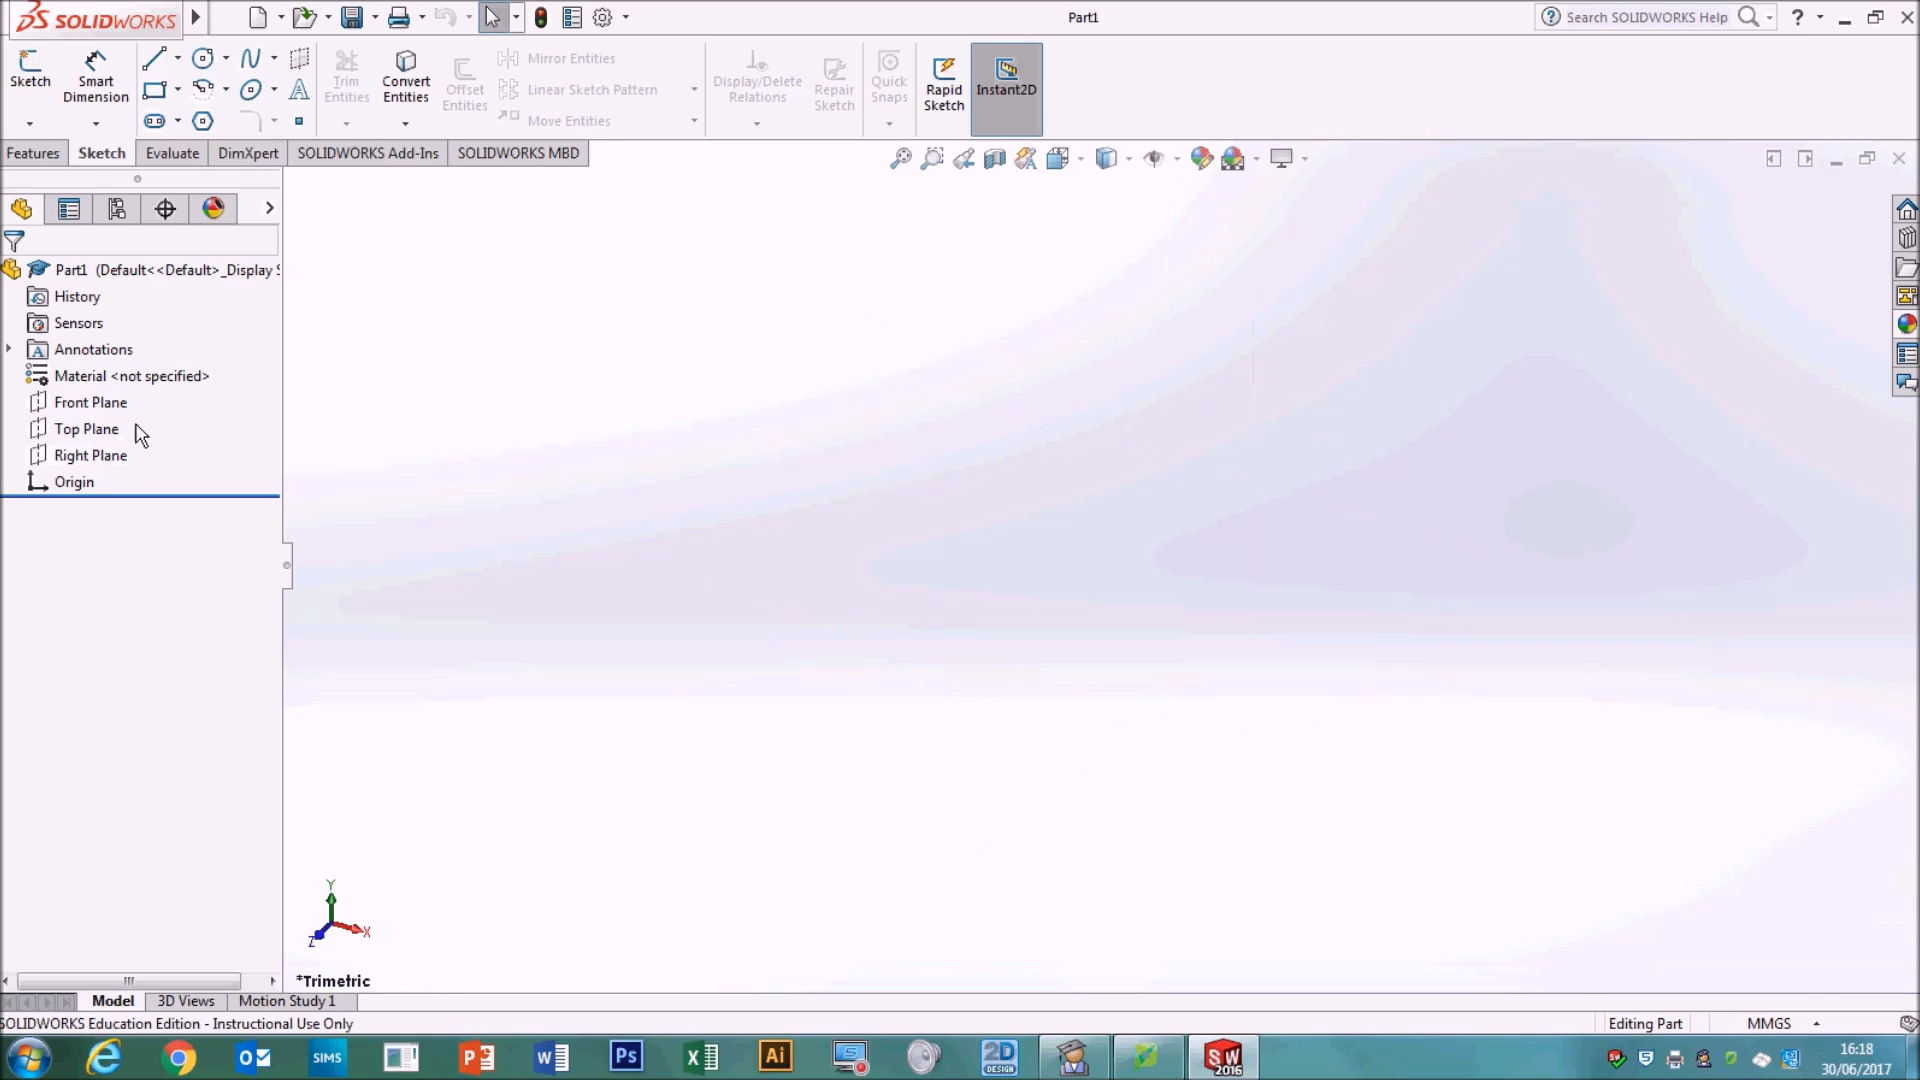 SOLIDWORKS
Part1
Search SOLIDWORKS Help
?
Sketch
Smart Dimension
Trim Entities
Convert Entities
Offset Entities
Mirror Entities
Linear Sketch Pattern
Move Entities
Display/Delete Relations
Repair Sketch
Quick Snaps
Rapid Sketch
Instant2D
Features
Sketch
Evaluate
DimXpert
SOLIDWORKS Add-Ins
SOLIDWORKS MBD
Part1 (Default<<Default>_Display S
History
Sensors
Annotations
Material <not specified>
Front Plane
Top Plane
Right Plane
Origin
Y
X
Z
*Trimetric
Model
3D Views
Motion Study 1
SOLIDWORKS Education Edition - Instructional Use Only
Editing Part
MMGS
SIMS
2D DESIGN
SW 2016
16:18
30/06/2017